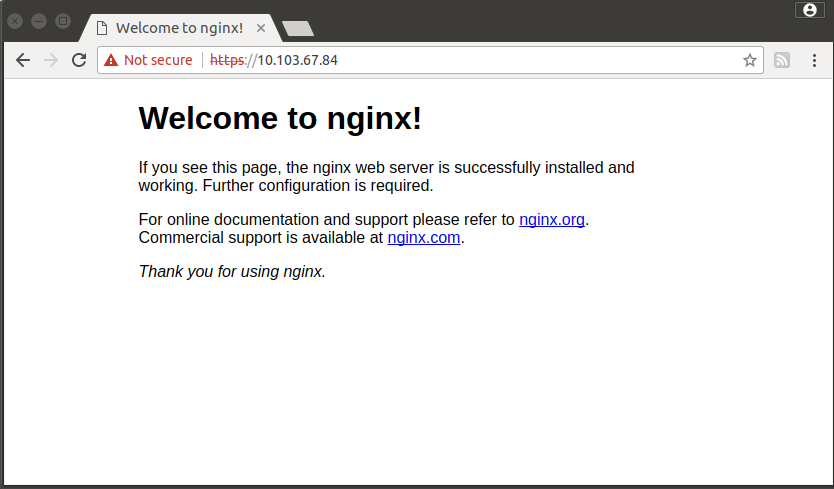 Welcome to nginx!
Not secure https://10.103.67.84
Welcome to nginx!
If you see this page, the nginx web server is successfully installed and
working. Further configuration is required.
For online documentation and support please refer to nginx.org.
Commercial support is available at nginx.com.
Thank you for using nginx.